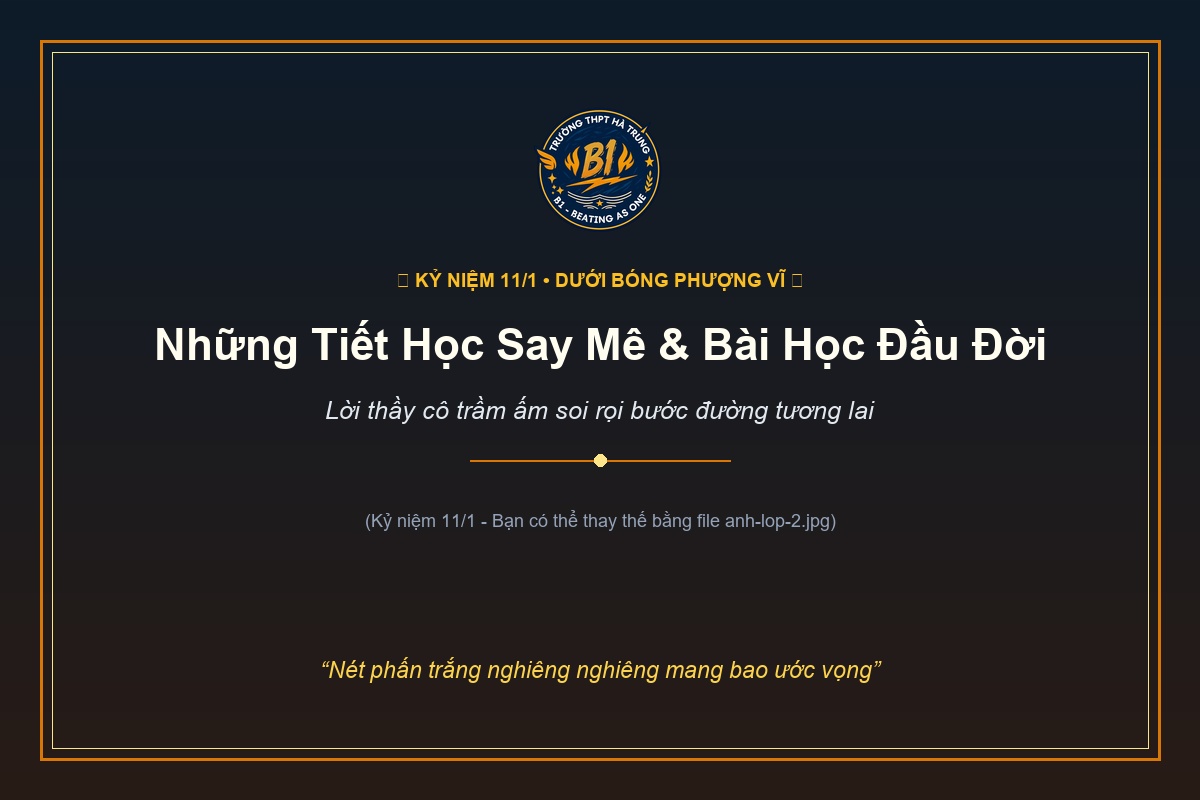 TRƯỜNG THPT HÀ TRUNG
B1
B1 - BEATING AS ONE
KỶ NIỆM 11/1 • DƯỚI BÓNG PHƯỢNG VĨ
Những Tiết Học Say Mê & Bài Học Đầu Đời
Lời thầy cô trầm ấm soi rọi bước đường tương lai
(Kỷ niệm 11/1 - Bạn có thể thay thế bằng file anh-lop-2.jpg)
“Nét phấn trắng nghiêng nghiêng mang bao ước vọng”